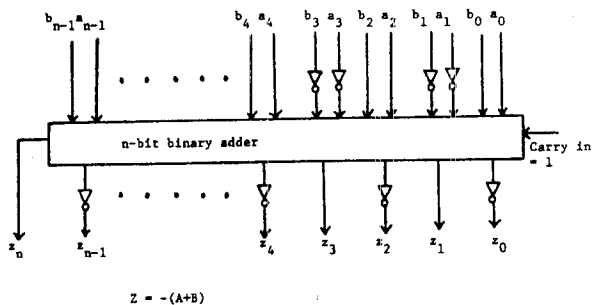 b_{n-1} a_{n-1} b_4 a_4 b_3 a_3 b_2 a_2 b_1 a_1 b_0 a_0
n-bit binary adder
Carry in
= 1
z_n z_{n-1} z_4 z_3 z_2 z_1 z_0
Z = -(A+B)